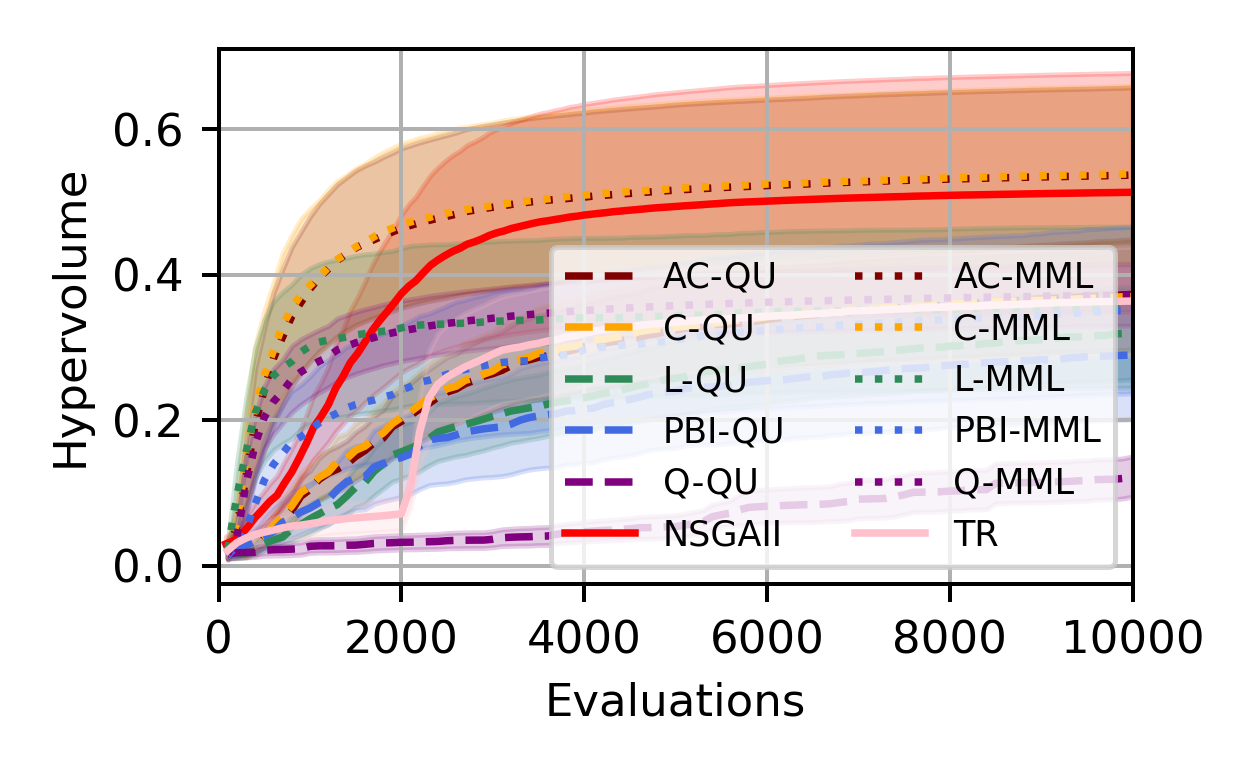 Hypervolume
0.6
0.4
0.2
0.0
AC-QU AC-MML
C-QU C-MML
L-QU L-MML
PBI-QU PBI-MML
Q-QU Q-MML
NSGAII TR
0 2000 4000 6000 8000 10000
Evaluations